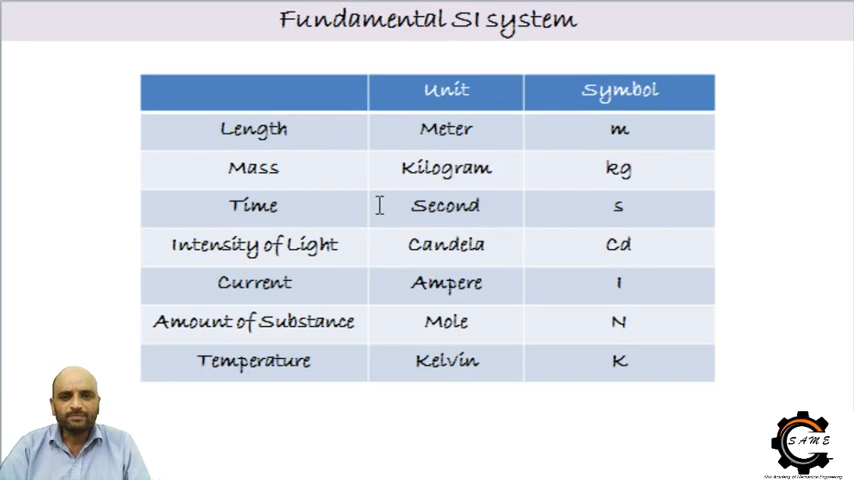 Fundamental SI system
Unit Symbol
Length Meter m
Mass Kilogram kg
Time Second s
Intensity of Light Candela Cd
Current Ampere I
Amount of Substance Mole N
Temperature Kelvin K
SAME